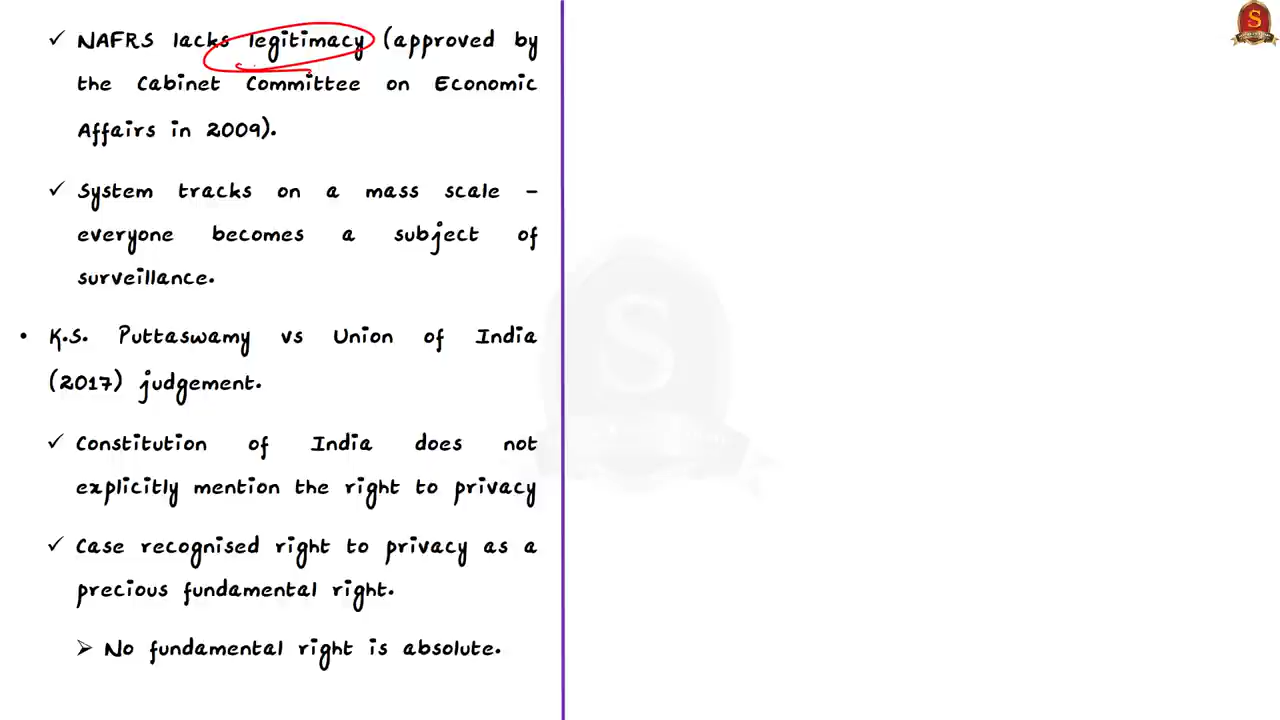 ✓ NAFRS lacks legitimacy (approved by
the Cabinet Committee on Economic
Affairs in 2009).
✓ System tracks on a mass scale –
everyone becomes a subject of
surveillance.
• K.S. Puttaswamy vs Union of India
(2017) judgement.
✓ Constitution of India does not
explicitly mention the right to privacy
✓ Case recognised right to privacy as a
precious fundamental right.
➢ No fundamental right is absolute.
S
S